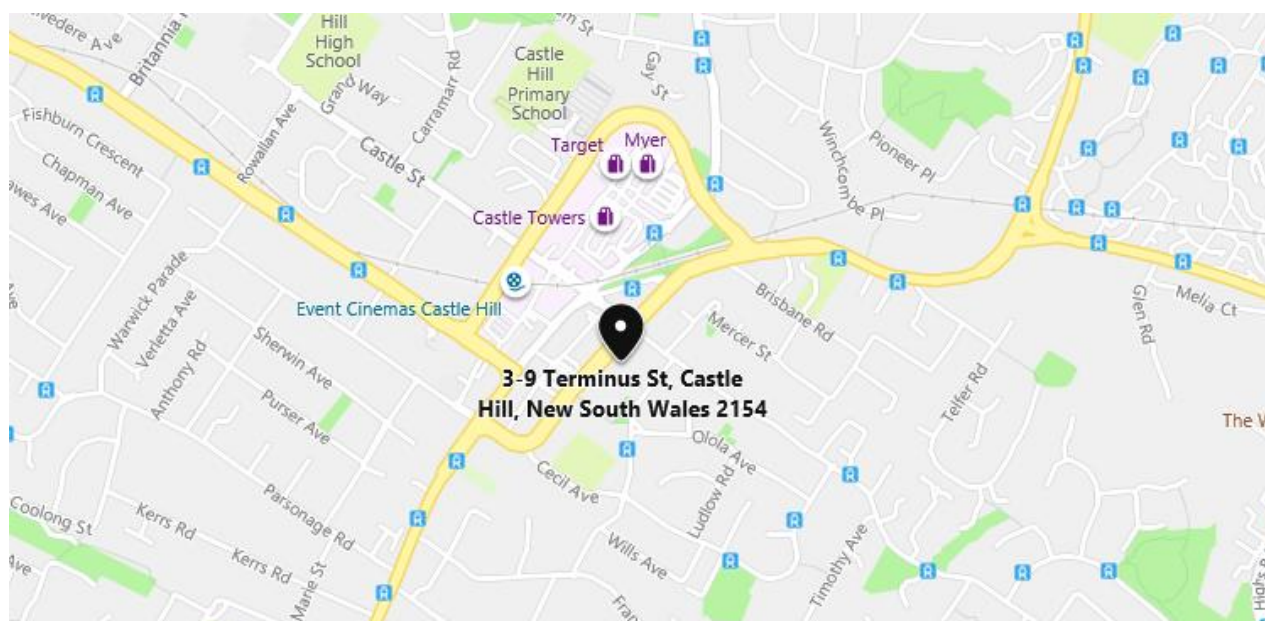 Hill
High
School
Britannia
Grand Way
Carramarr Rd
Castle
Hill
Primary
School
St
Gay St
Fishburn Crescent
Rowallan Ave
Castle St
Target
Myer
Winchcombe Pl
Pioneer Pl
Chapman Ave
Ave
Castle Towers
Warwick Parade
Verletta Ave
Event Cinemas Castle Hill
Brisbane Rd
Mercer St
Glen Rd
Melia Ct
Anthony Rd
Sherwin Ave
Purser Ave
3-9 Terminus St, Castle
Hill, New South Wales 2154
Telfer Rd
The
Olola Ave
Cecil Ave
Ludlow Rd
Parsonage Rd
Coolong St
Kerrs Rd
Kerrs Rd
Marie St
Wills Ave
Timothy Ave
Ave